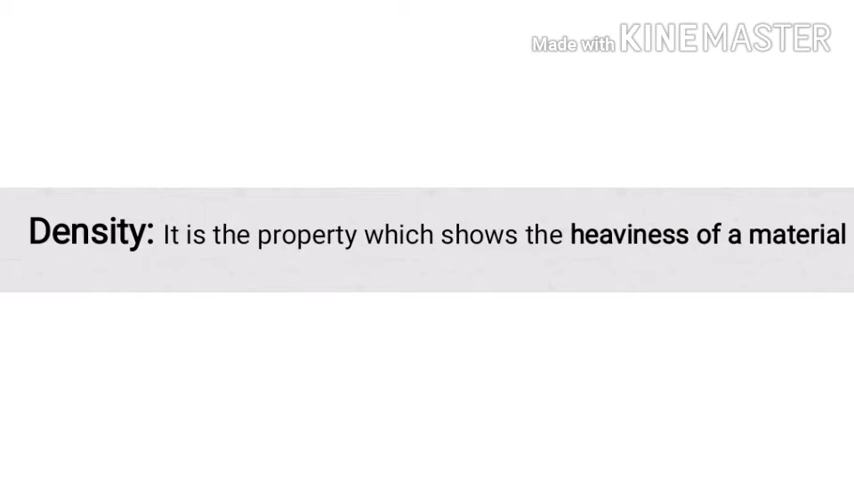 Made with KINEMASTER
Density: It is the property which shows the heaviness of a material